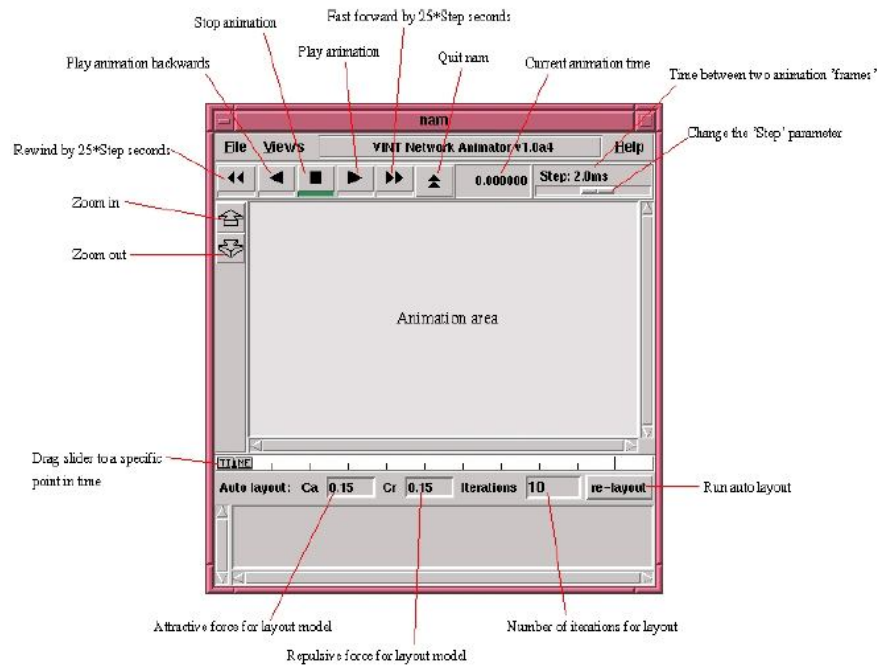 Fast forward by 25*Step seconds
Stop animation
Play animation
Quit nam
Play animation backwards
Current animation time
Time between two animation 'frames'
nam
Change the 'Step' parameter
File Views VINT Network Animator v1.0a4 Help
Rewind by 25*Step seconds
0.000000 Step: 2.0ms
Zoom in
Zoom out
Animation area
Drag slider to a specific
point in time
TIME
Auto layout: Ca 0.15 Cr 0.15 Iterations 10 re-layout
Run auto layout
Attractive force for layout model
Number of iterations for layout
Repulsive force for layout model